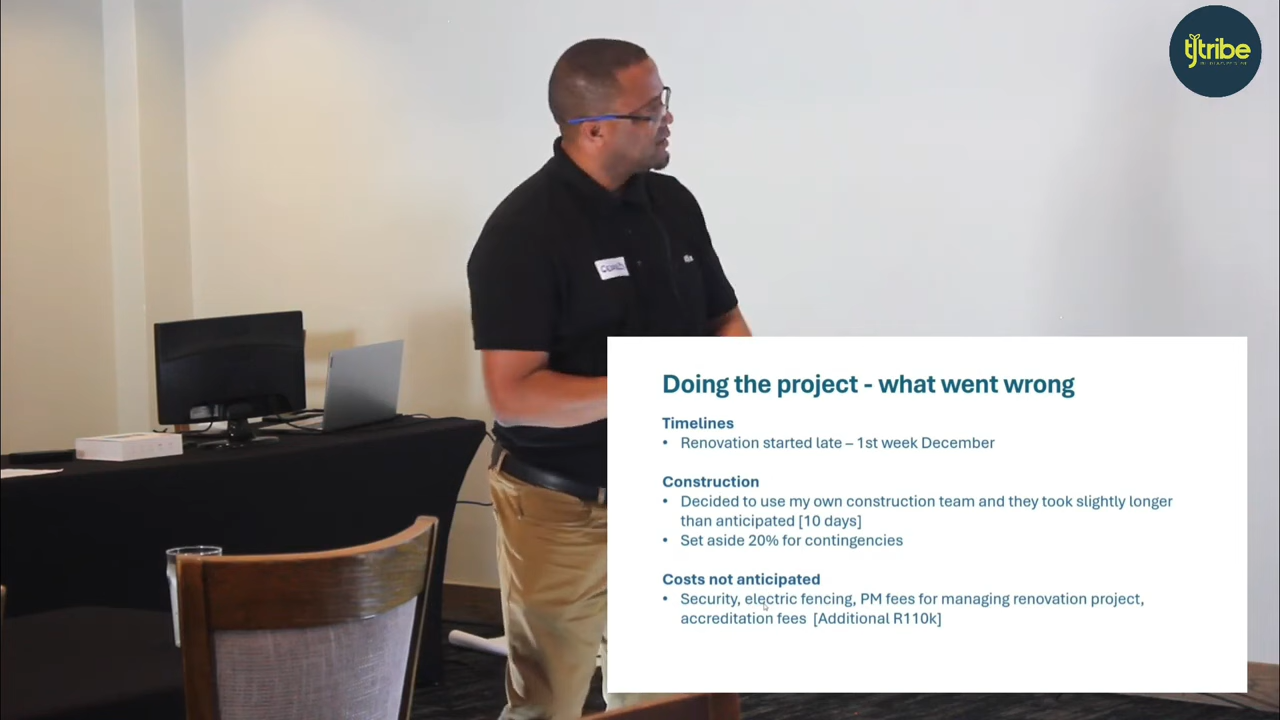 tjtribe
Doing the project - what went wrong
Timelines
• Renovation started late – 1st week December
Construction
• Decided to use my own construction team and they took slightly longer
than anticipated [10 days]
• Set aside 20% for contingencies
Costs not anticipated
• Security, electric fencing, PM fees for managing renovation project,
accreditation fees [Additional R110k]